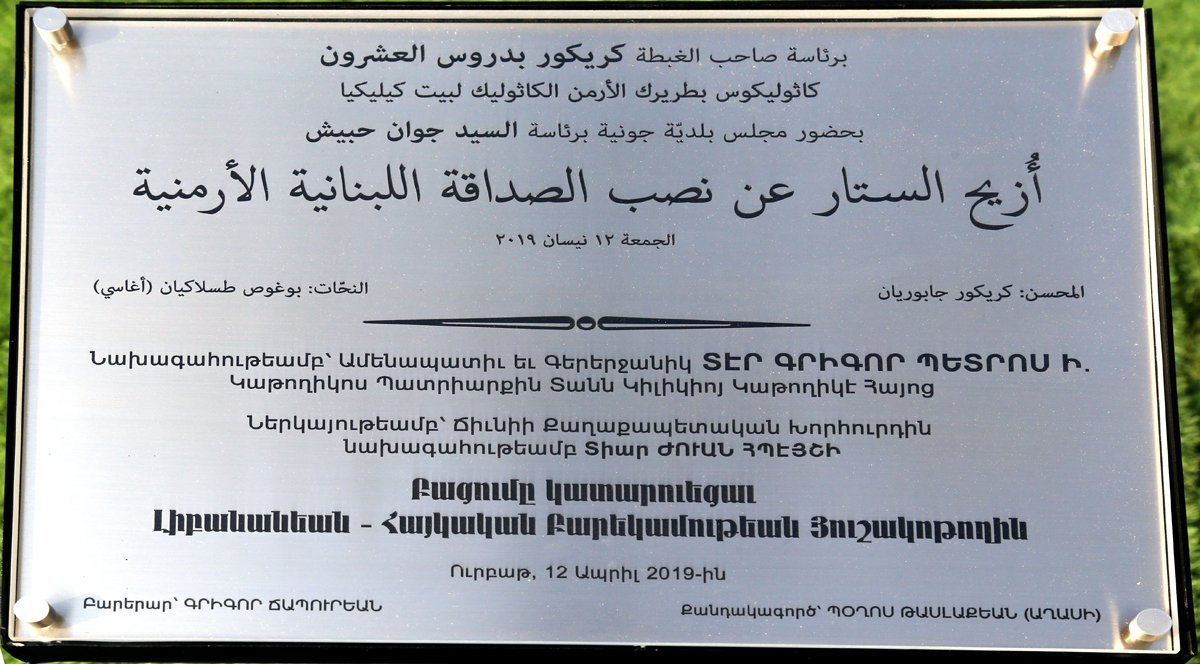 برئاسة صاحب الغبطة كريكور بدروس العشرون
كاثوليكوس بطريرك الأرمن الكاثوليك لبيت كيليكيا
بحضور مجلس بلديّة جونية برئاسة السيد جوان حبيش
أُزيح الستار عن نصب الصداقة اللبنانية الأرمنية
الجمعة ١٢ نيسان ٢٠١٩
المحسن: كريكور جابوريان
النحّات: بوغوص طسلاكيان (أغاسي)
Նախագահութեամբ՝ Ամենապատիւ եւ Գերերջանիկ ՏԷՐ ԳՐԻԳՈՐ ՊԵՏՐՈՍ Ի.
Կաթողիկոս Պատրիարքին Տանն Կիլիկիոյ Կաթողիկէ Հայոց
Ներկայութեամբ՝ Ճիւնիի Քաղաքապետական Խորհուրդին
նախագահութեամբ Տիար ԺՈՒԱՆ ՀՊԷՅՇԻ
Բացումը կատարուեցաւ
Լիբանանեան - Հայկական Բարեկամութեան Յուշակոթողին
Ուրբաթ, 12 Ապրիլ 2019-ին
Բարերար՝ ԳՐԻԳՈՐ ՃԱՊՈՒՐԵԱՆ
Քանդակագործ՝ ՊՕՂՈՍ ԹԱՍԼԱՔԵԱՆ (ԱՂԱՍԻ)